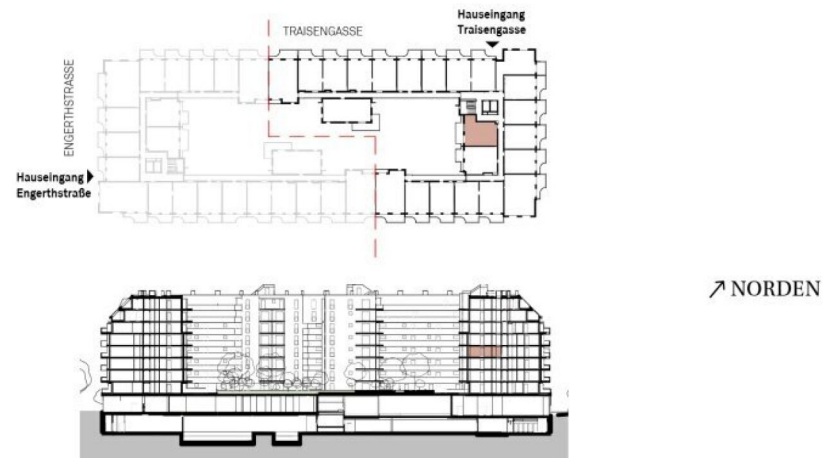 Hauseingang
Traisengasse
TRAISENGASSE
ENGERTHSTRASSE
Hauseingang
Engerthstraße
NORDEN